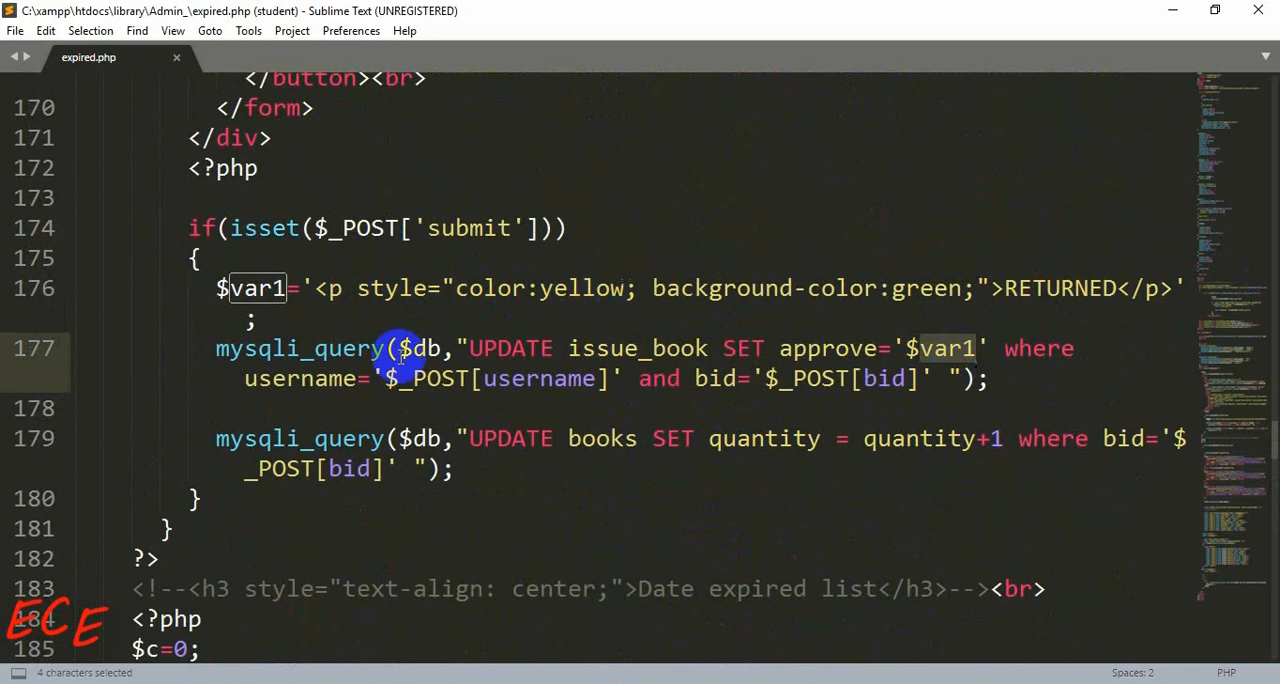 C:\xampp\htdocs\library\Admin_\expired.php (student) - Sublime Text (UNREGISTERED)
File Edit Selection Find View Goto Tools Project Preferences Help
expired.php
</button><br>
170 </form>
171 </div>
172 <?php
173
174 if(isset($_POST['submit']))
175 {
176 $var1='<p style="color:yellow; background-color:green;">RETURNED</p>'
;
177 mysqli_query($db,"UPDATE issue_book SET approve='$var1' where
username='$_POST[username]' and bid='$_POST[bid]' ");
178
179 mysqli_query($db,"UPDATE books SET quantity = quantity+1 where bid='$
_POST[bid]' ");
180 }
181 }
182 ?>
183 <!--<h3 style="text-align: center;">Date expired list</h3>--><br>
184 <?php
185 $c=0;
ECE
4 characters selected Spaces: 2 PHP